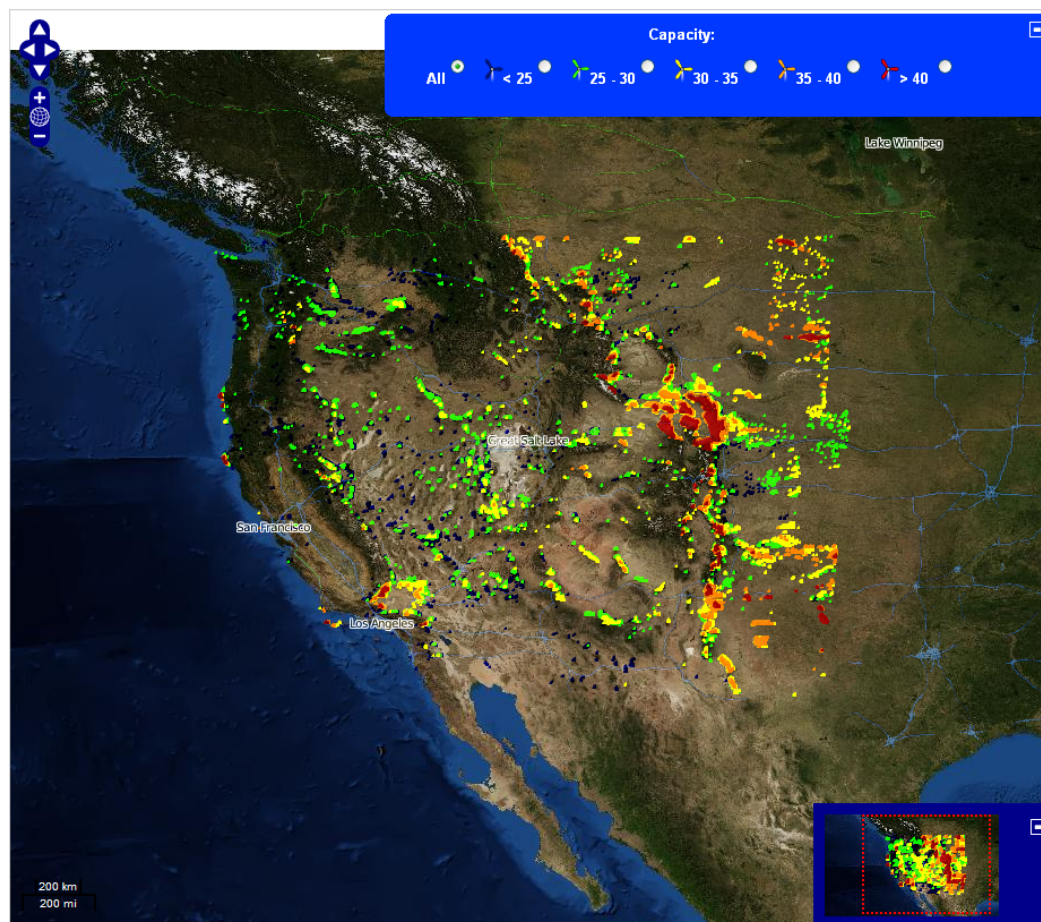 Capacity:
All < 25 25 - 30 30 - 35 35 - 40 > 40
Lake Winnipeg
Great Salt Lake
San Francisco
Los Angeles
200 km
200 mi